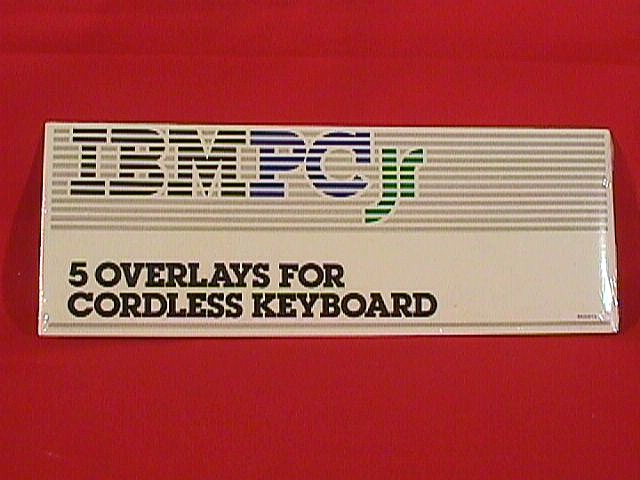 IBM PCjr
5 OVERLAYS FOR
CORDLESS KEYBOARD